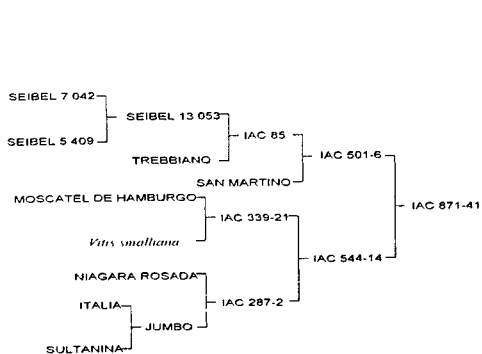 SEIBEL 7 042
SEIBEL 13 053
SEIBEL 5 409
IAC 85
TREBBIANO
IAC 501-6
SAN MARTINO
MOSCATEL DE HAMBURGO
IAC 871-41
IAC 339-21
Vitis smalliana
IAC 544-14
NIAGARA ROSADA
IAC 287-2
ITALIA
JUMBO
SULTANINA